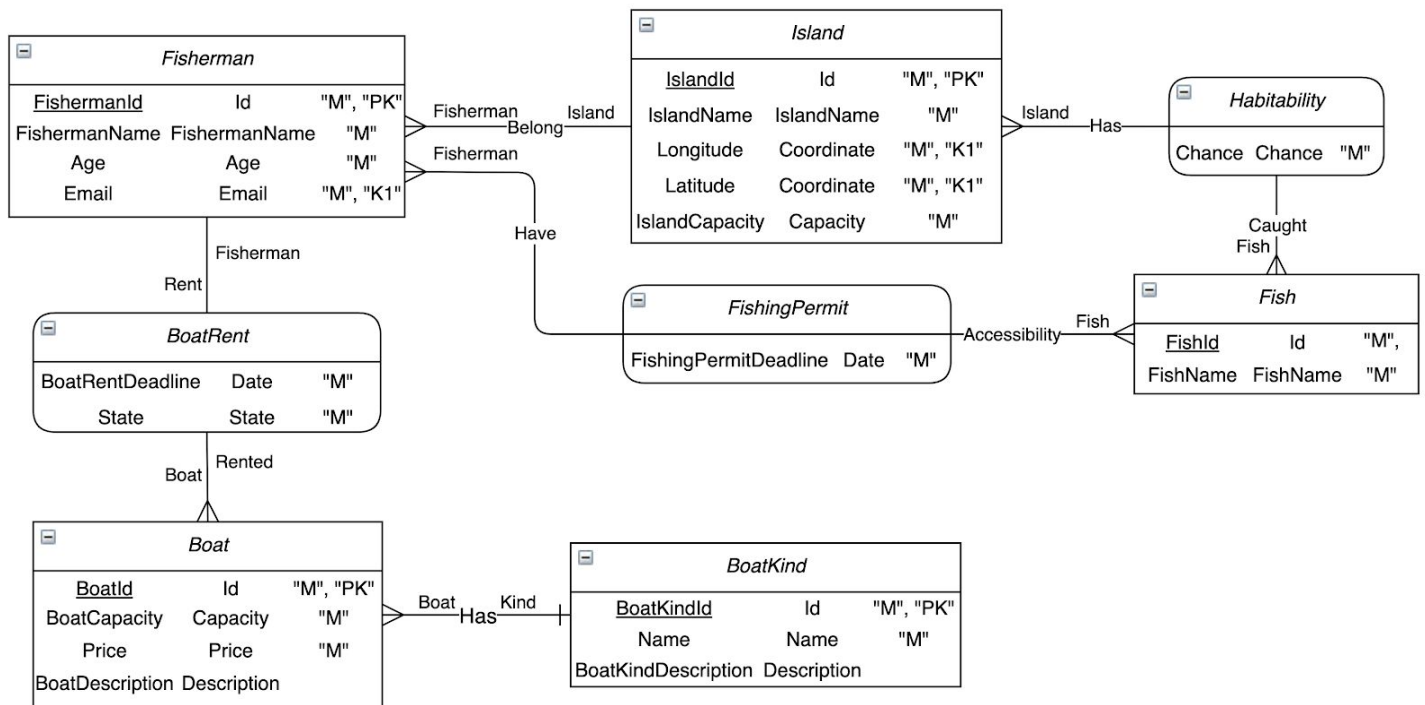 Fisherman
FishermanId Id "M", "PK"
FishermanName FishermanName "M"
Age Age "M"
Email Email "M", "K1"
Fisherman
Belong
Island
Island
IslandId Id "M", "PK"
IslandName IslandName "M"
Longitude Coordinate "M", "K1"
Latitude Coordinate "M", "K1"
IslandCapacity Capacity "M"
Island
Has
Habitability
Chance Chance "M"
Caught
Fish
Fish
FishId Id "M",
FishName FishName "M"
Fisherman
Have
FishingPermit
FishingPermitDeadline Date "M"
Accessibility
Fish
Fisherman
Rent
BoatRent
BoatRentDeadline Date "M"
State State "M"
Rented
Boat
Boat
BoatId Id "M", "PK"
BoatCapacity Capacity "M"
Price Price "M"
BoatDescription Description
Boat
Has
Kind
BoatKind
BoatKindId Id "M", "PK"
Name Name "M"
BoatKindDescription Description